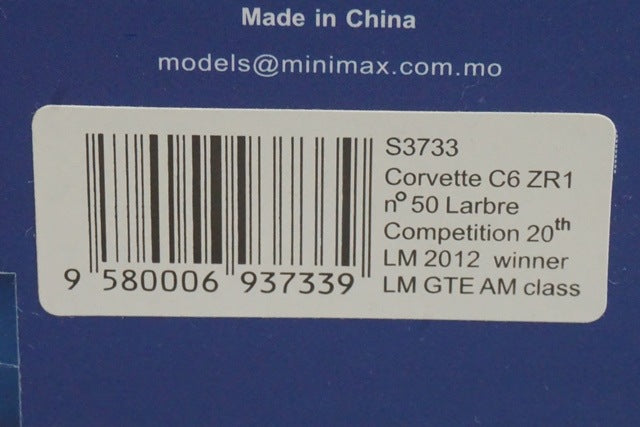 Made in China
models@minimax.com.mo
S3733
Corvette C6 ZR1
nº 50 Larbre
Competition 20th
LM 2012 winner
LM GTE AM class
9 580006 937339